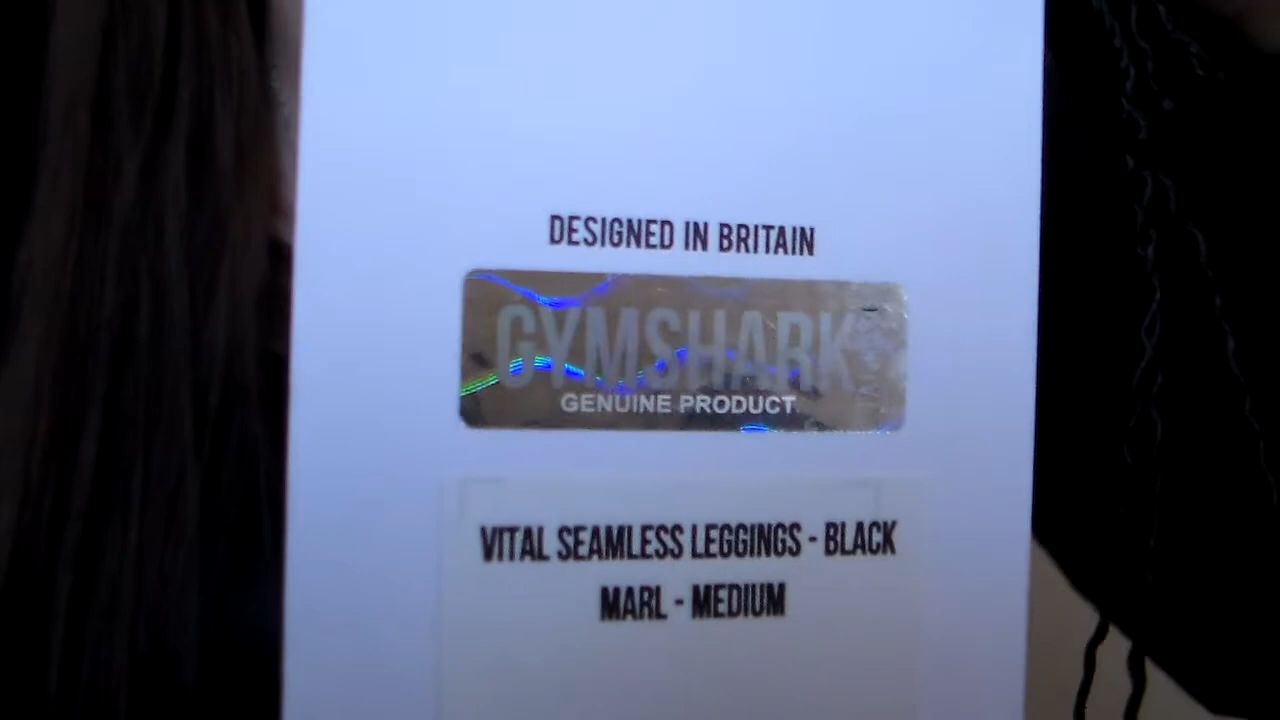 DESIGNED IN BRITAIN
GYMSHARK
GENUINE PRODUCT
VITAL SEAMLESS LEGGINGS - BLACK
MARL - MEDIUM